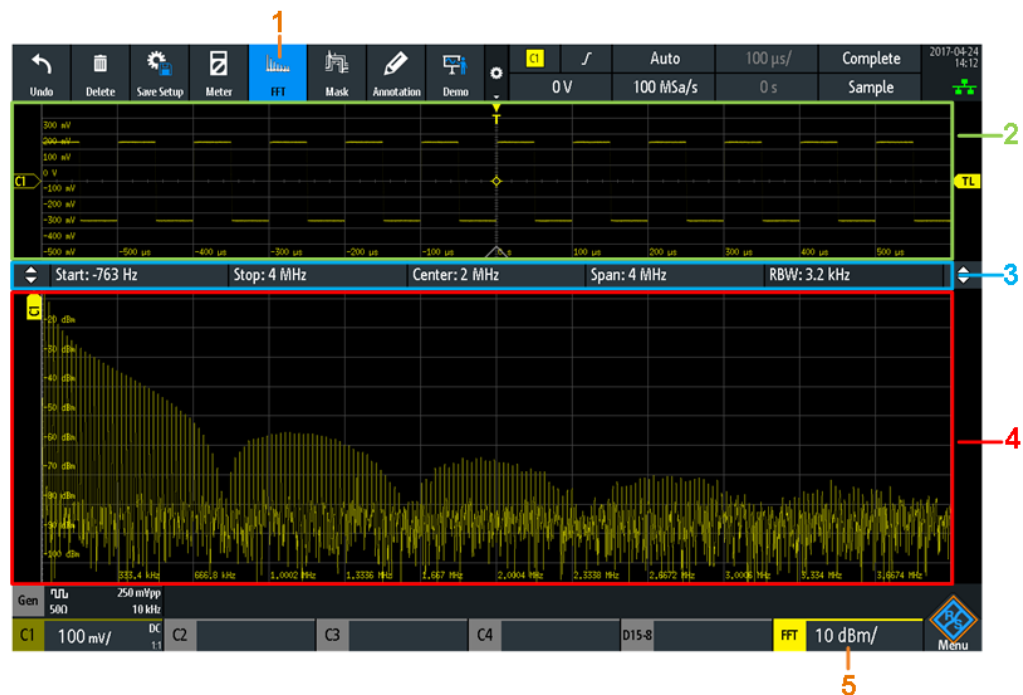 1
Undo Delete Save Setup Meter FFT Mask Annotation Demo
C1 Auto 100 µs/ Complete 2017-04-24 14:12
0 V 100 MSa/s 0 s Sample
2
T
300 mV
200 mV
100 mV
0 V
C1 TL
-100 mV
-200 mV
-300 mV
-400 mV
-500 mV -500 µs -400 µs -300 µs -200 µs -100 µs 0 s 100 µs 200 µs 300 µs 400 µs 500 µs
Start: -763 Hz Stop: 4 MHz Center: 2 MHz Span: 4 MHz RBW: 3.2 kHz 3
C1
-20 dBm
-30 dBm
-40 dBm
-50 dBm
4
-60 dBm
-70 dBm
-80 dBm
-90 dBm
-100 dBm
333,4 kHz 666,8 kHz 1,0002 MHz 1,3336 MHz 1,667 MHz 2,0004 MHz 2,3338 MHz 2,6672 MHz 3,0006 MHz 3,334 MHz 3,6674 MHz
Gen 250 mVpp
50Ω 10 kHz
R/S
C1 100 mV/ DC 1:1 C2 C3 C4 D15-8 FFT 10 dBm/ Menu
5